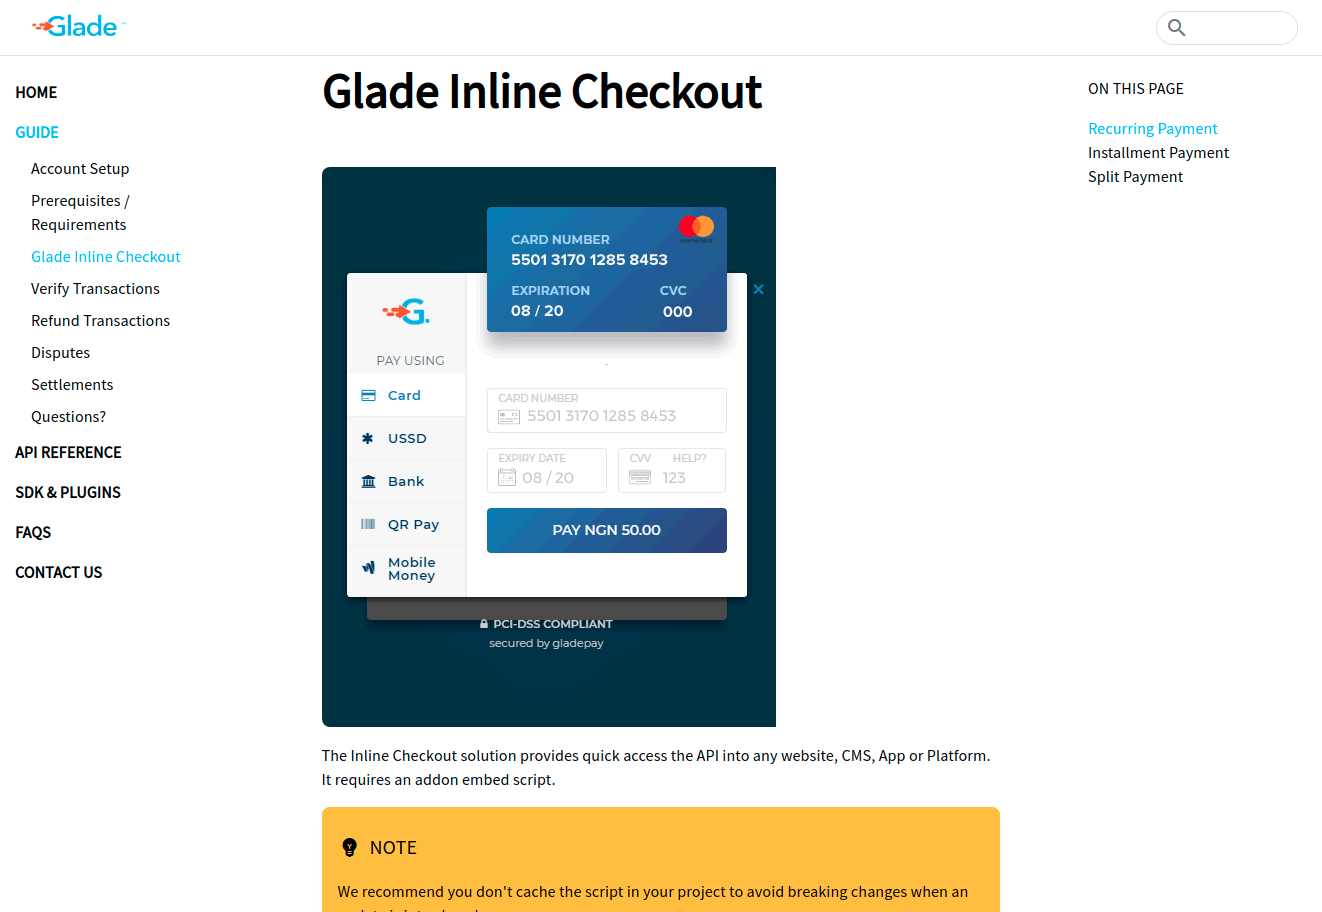 Glade
HOME
GUIDE
Account Setup
Prerequisites /
Requirements
Glade Inline Checkout
Verify Transactions
Refund Transactions
Disputes
Settlements
Questions?
API REFERENCE
SDK & PLUGINS
FAQS
CONTACT US
Glade Inline Checkout
mastercard
CARD NUMBER
5501 3170 1285 8453
EXPIRATION
CVC
08 / 20
000
G.
PAY USING
Card
USSD
Bank
QR Pay
Mobile
Money
CARD NUMBER
5501 3170 1285 8453
EXPIRY DATE
08 / 20
CVV HELP?
123
PAY NGN 50.00
PCI-DSS COMPLIANT
secured by gladepay
The Inline Checkout solution provides quick access the API into any website, CMS, App or Platform.
It requires an addon embed script.
NOTE
We recommend you don't cache the script in your project to avoid breaking changes when an
ON THIS PAGE
Recurring Payment
Installment Payment
Split Payment